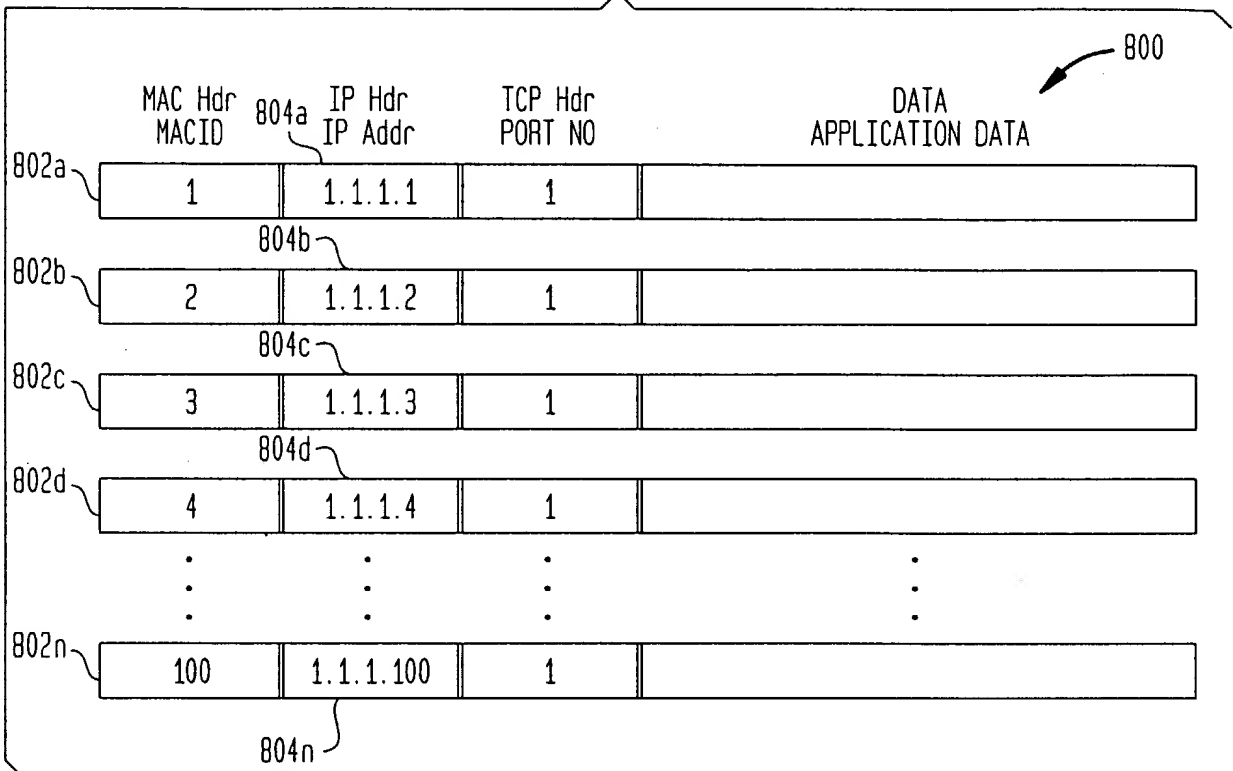 800
MAC Hdr 804a IP Hdr TCP Hdr DATA
MACID IP Addr PORT NO APPLICATION DATA
802a 1 1.1.1.1 1
804b
802b 2 1.1.1.2 1
804c
802c 3 1.1.1.3 1
804d
802d 4 1.1.1.4 1
802n 100 1.1.1.100 1
804n